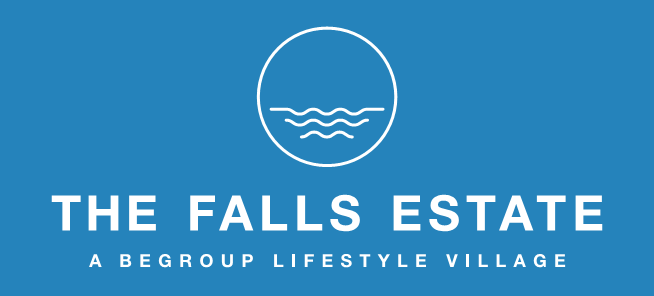 THE FALLS ESTATE
A BEGROUP LIFESTYLE VILLAGE